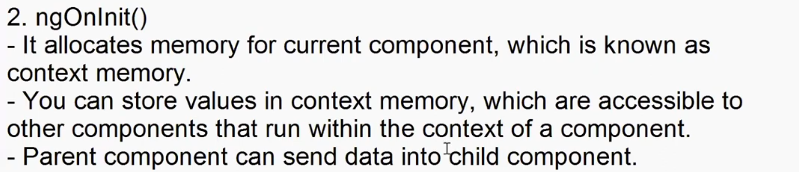 2. ngOnInit()
- It allocates memory for current component, which is known as
context memory.
- You can store values in context memory, which are accessible to
other components that run within the context of a component.
- Parent component can send data into child component.